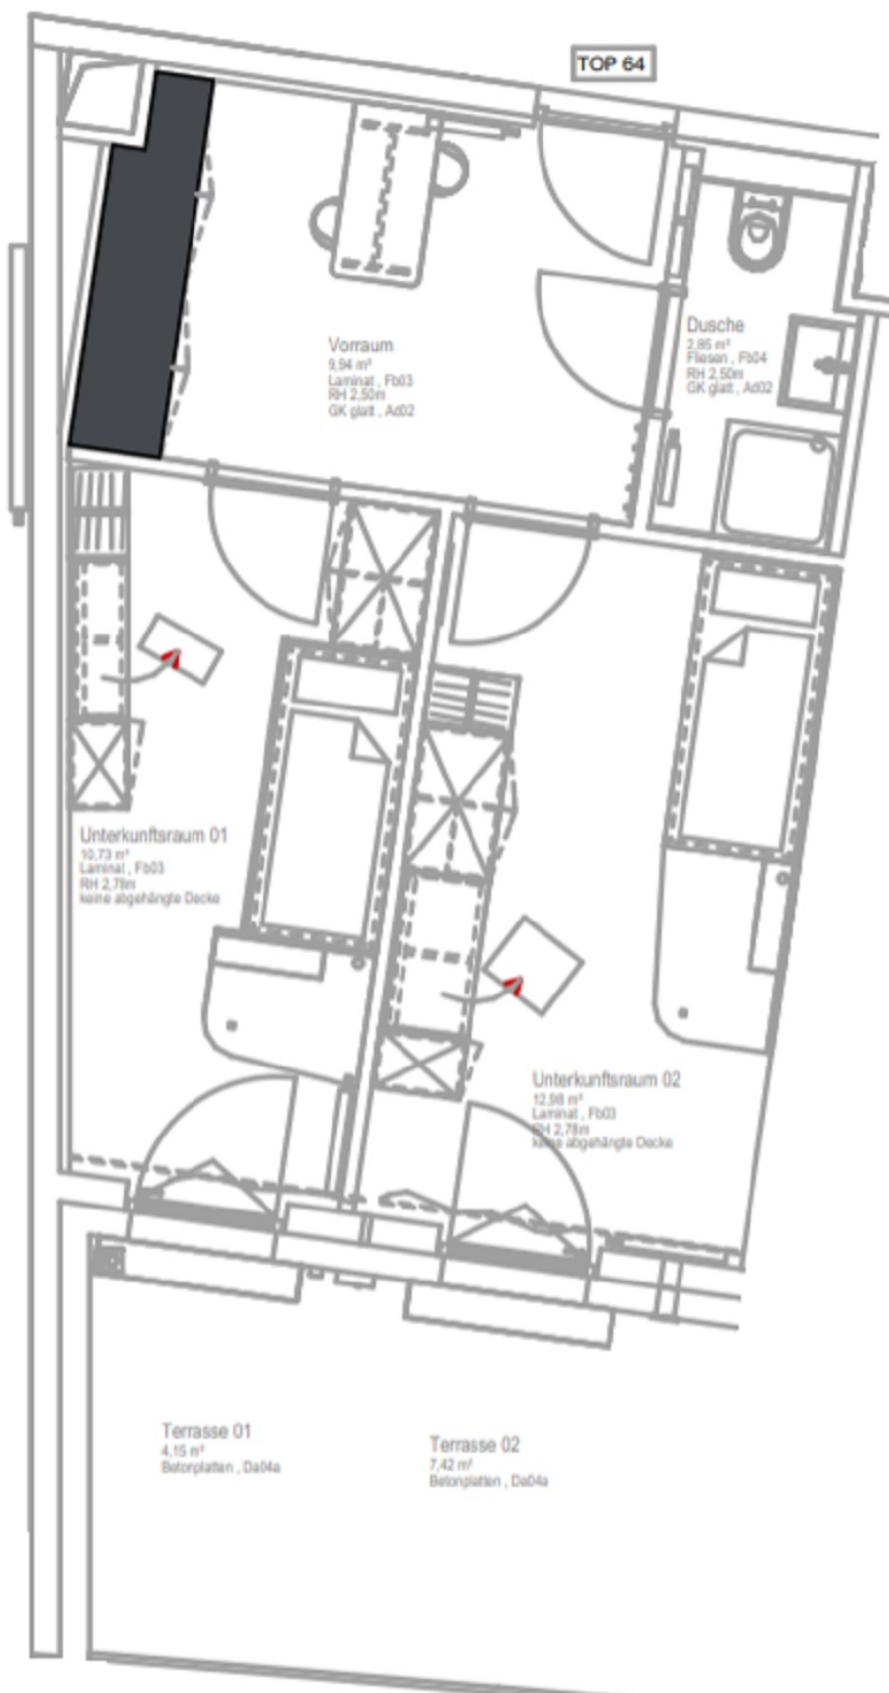 TOP 64
Vorraum
9,94 m²
Laminat , Fb03
RH 2,50m
GK glatt , Ad02
Dusche
2,85 m²
Fliesen , Fb04
RH 2,50m
GK glatt , Ad02
Unterkunftsraum 01
10,73 m²
Laminat , Fb03
RH 2,78m
keine abgehängte Decke
Unterkunftsraum 02
12,98 m²
Laminat , Fb03
RH 2,78m
keine abgehängte Decke
Terrasse 01
4,15 m²
Betonplatten , Da04a
Terrasse 02
7,42 m²
Betonplatten , Da04a